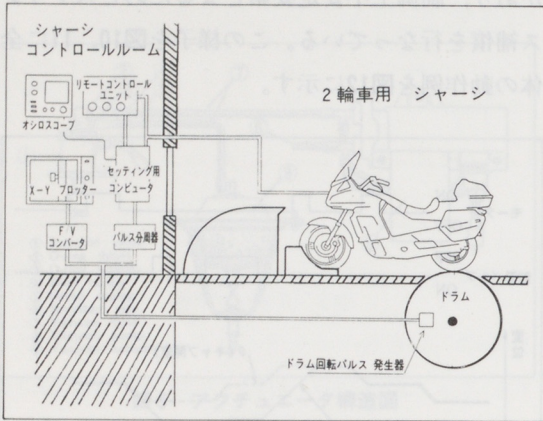 シャーシ
コントロールルーム
リモートコントロール
ユニット
オシロスコープ
2輪車用 シャーシ
セッティング用
コンピュータ
X-Y プロッター
F V
コンバータ
パルス分周器
ドラム
ドラム回転パルス 発生器